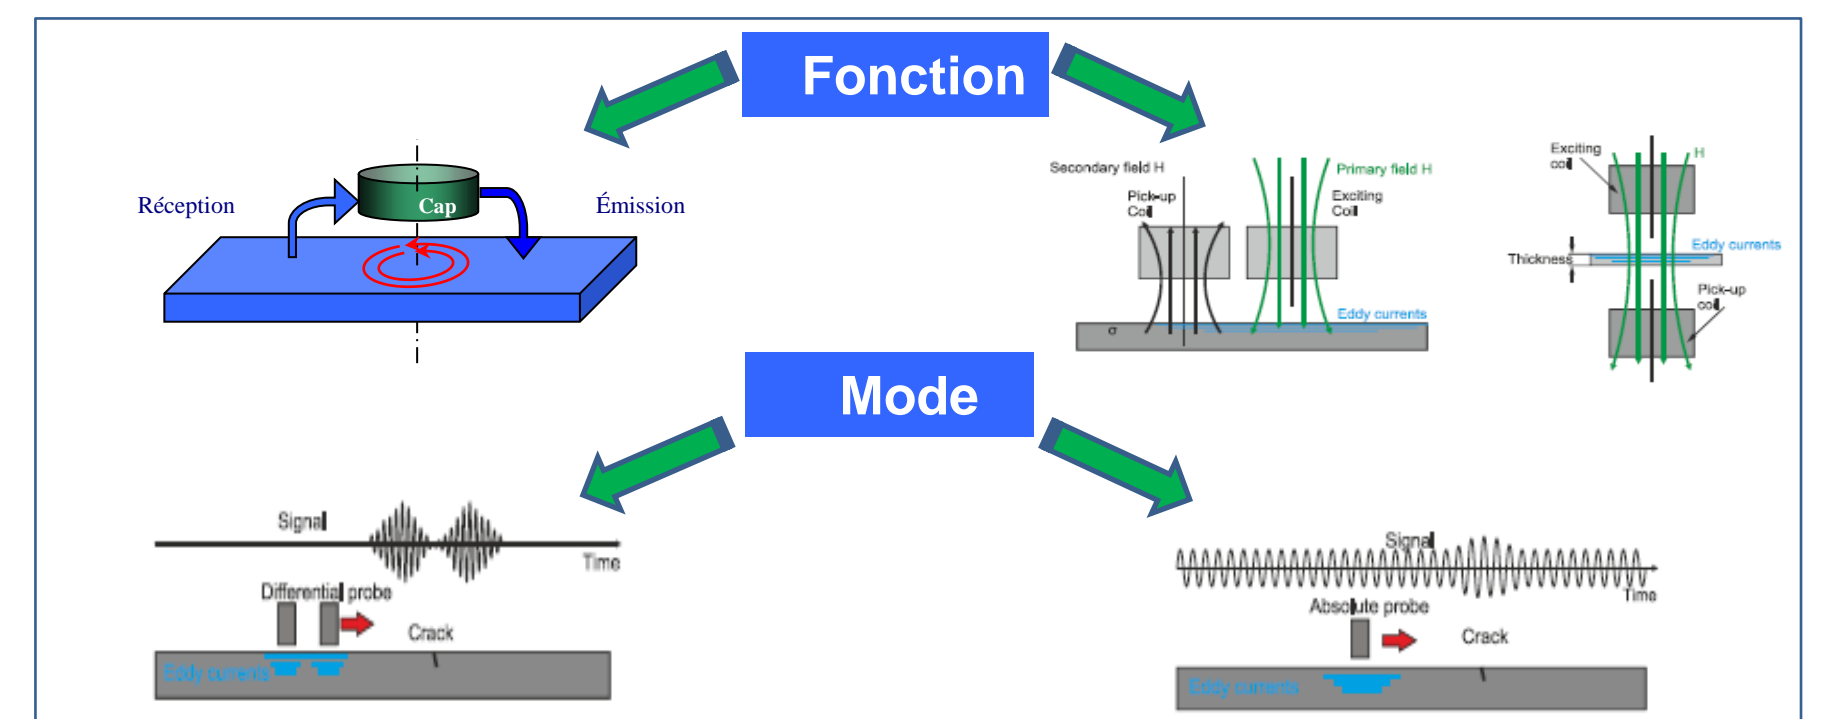 Fonction
Réception
Cap
Émission
Secondary field H
Primary field H
Pick-up
Coil
Exciting
Coil
Eddy currents
σ
Exciting
coil
H
Eddy currents
Thickness
Pick-up
coil
Mode
Signal
Time
Differential probe
Crack
Eddy currents
Signal
Time
Absolute probe
Crack
Eddy currents